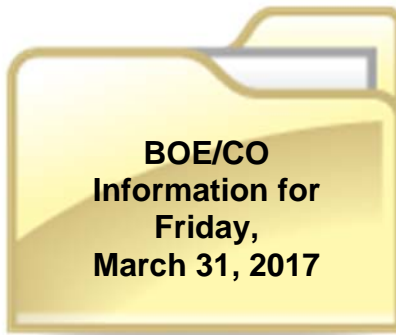 BOE/CO
Information for
Friday,
March 31, 2017